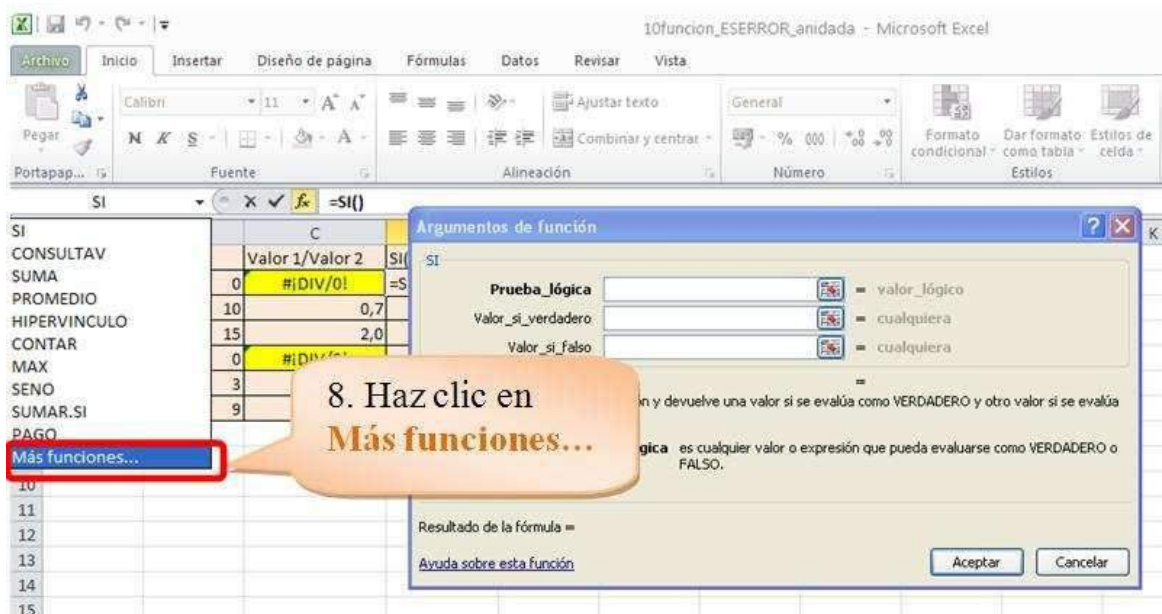 10funcion_ESERROR_anidada - Microsoft Excel
Archivo Inicio Insertar Diseño de página Fórmulas Datos Revisar Vista
Calibri 11 A A Ajustar texto General
Pegar N K S A Combinar y centrar % 000 Formato condicional Dar formato como tabla Estilos de celda
Portapap... Fuente Alineación Número Estilos
SI fx =SI()
SI
CONSULTAV
SUMA
PROMEDIO
HIPERVINCULO
CONTAR
MAX
SENO
SUMAR.SI
PAGO
Más funciones...
C K
Valor 1/Valor 2 SI(
0 #¡DIV/0! =S
10 0,7
15 2,0
0 #¡DIV/0!
3
9
10
11
12
13
14
15
8. Haz clic en
Más funciones...
Argumentos de función
SI
Prueba_lógica = valor_lógico
Valor_si_verdadero = cualquiera
Valor_si_falso = cualquiera
=
n y devuelve una valor si se evalúa como VERDADERO y otro valor si se evalúa
gica es cualquier valor o expresión que pueda evaluarse como VERDADERO o
FALSO.
Resultado de la fórmula =
Ayuda sobre esta función Aceptar Cancelar